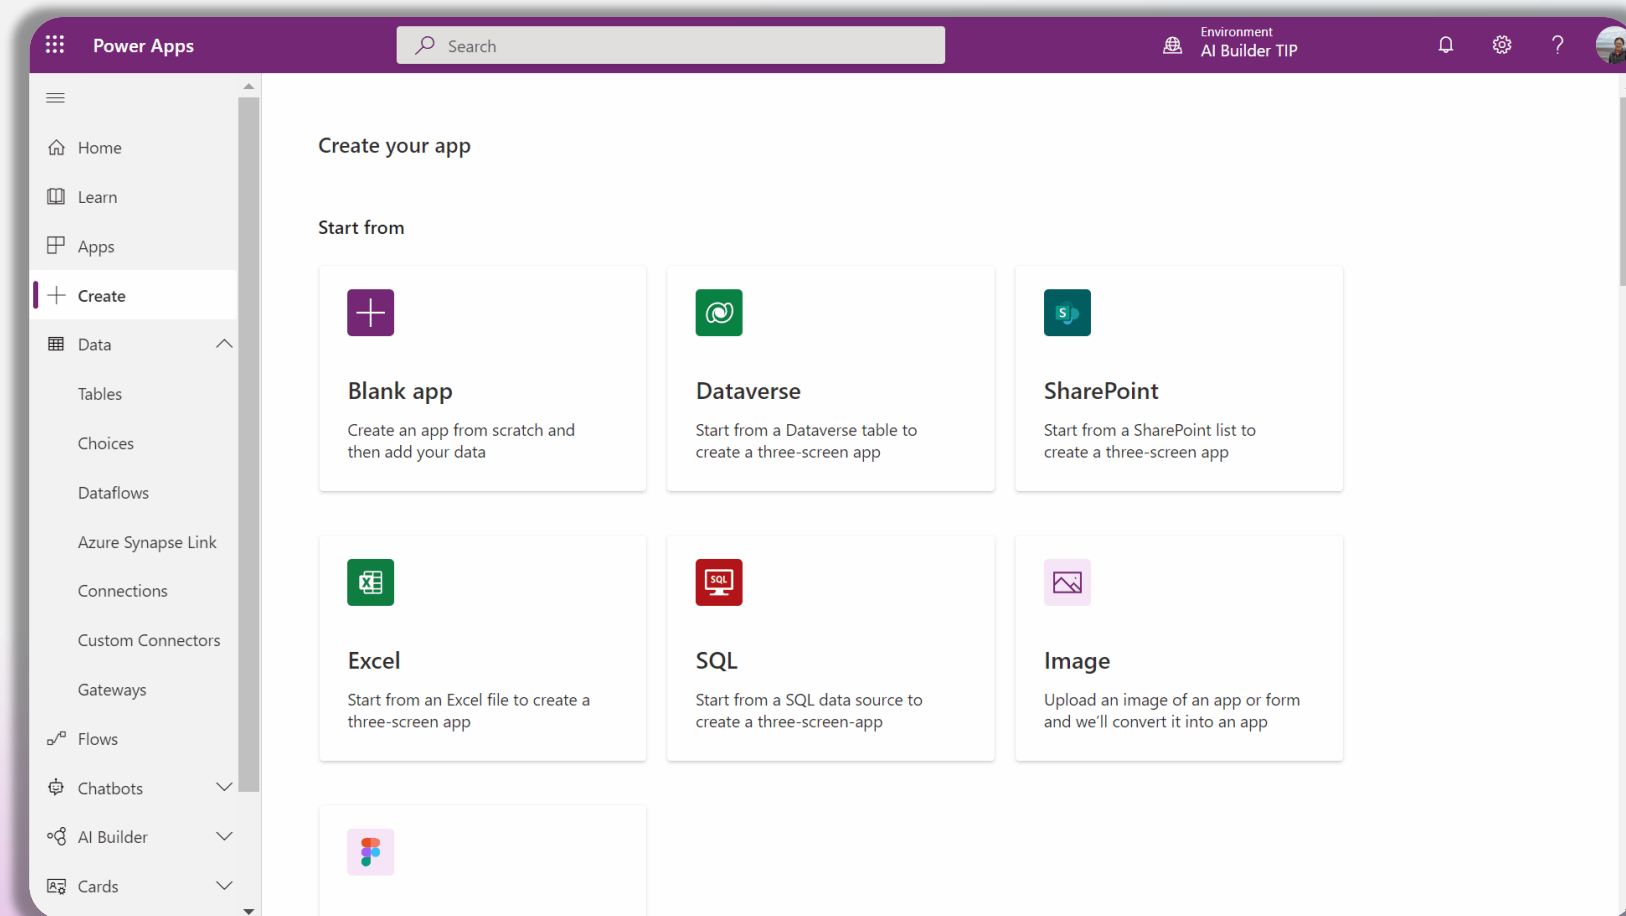 Power Apps
Search
Environment
AI Builder TIP
Home
Learn
Apps
Create
Data
Tables
Choices
Dataflows
Azure Synapse Link
Connections
Custom Connectors
Gateways
Flows
Chatbots
AI Builder
Cards
Create your app
Start from
Blank app
Create an app from scratch and
then add your data
Dataverse
Start from a Dataverse table to
create a three-screen app
S
SharePoint
Start from a SharePoint list to
create a three-screen app
X
Excel
Start from an Excel file to create a
three-screen app
SQL
SQL
Start from a SQL data source to
create a three-screen-app
Image
Upload an image of an app or form
and we’ll convert it into an app